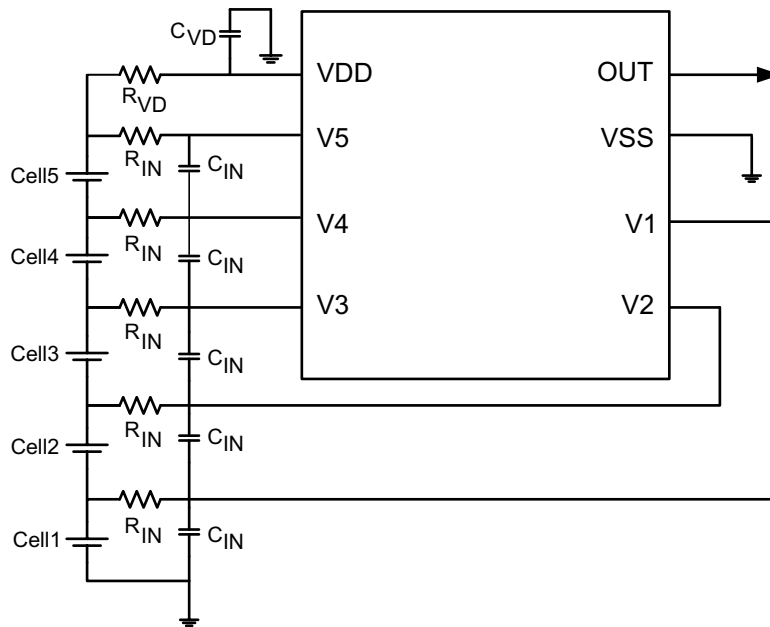 CVD
VDD
OUT
RVD
V5
VSS
RIN
CIN
Cell5
V4
V1
RIN
CIN
Cell4
V3
V2
RIN
CIN
Cell3
RIN
CIN
Cell2
RIN
CIN
Cell1